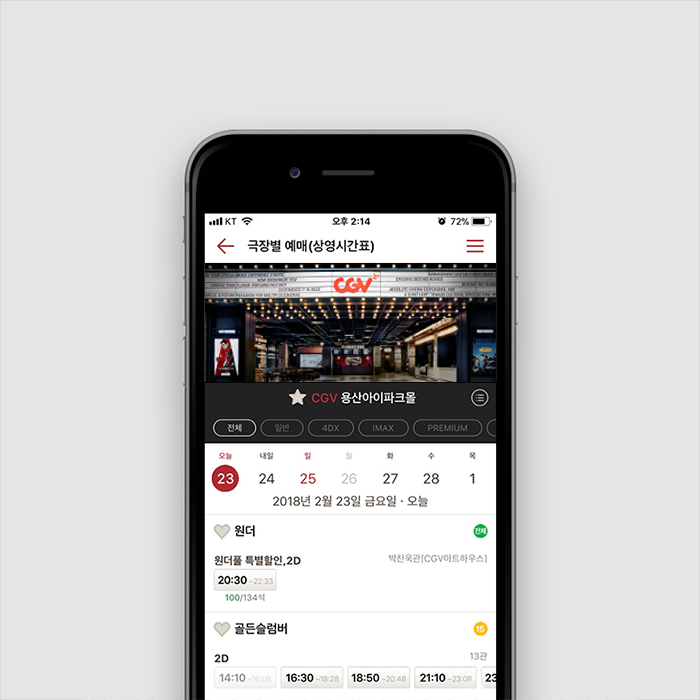 KT 오후 2:14 72%
극장별 예매(상영시간표)
CGV
CGV 용산아이파크몰
전체 일반 4DX IMAX PREMIUM
오늘 내일 일 월 화 수 목
23 24 25 26 27 28 1
2018년 2월 23일 금요일 · 오늘
원더 전체
원더풀 특별할인,2D 박찬욱관[CGV아트하우스]
20:30 ~22:33
100/134석
골든슬럼버 15
2D 13관
14:10 ~16:08 16:30 ~18:28 18:50 ~20:48 21:10 ~23:08 23